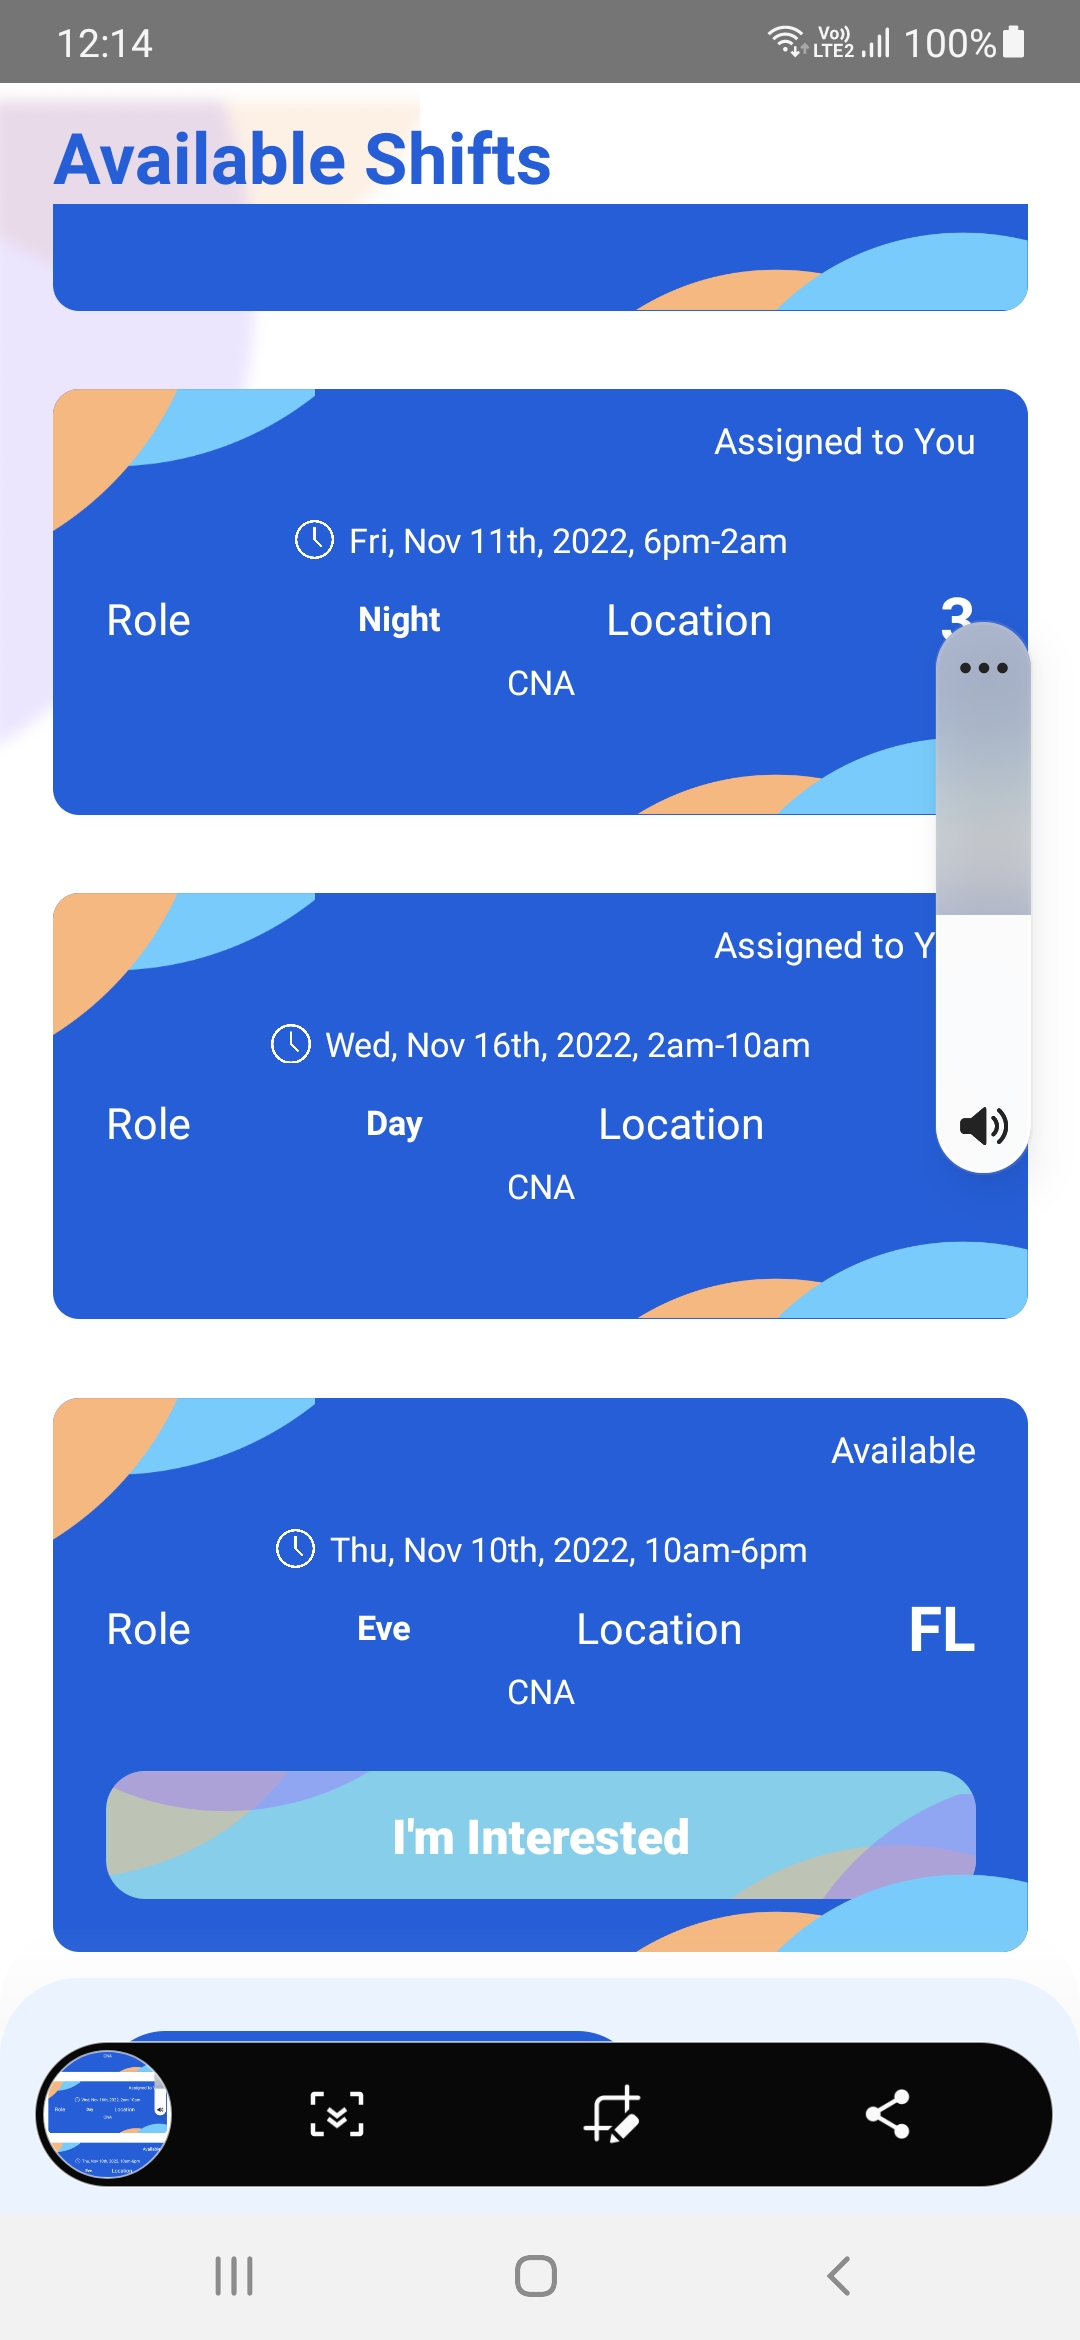 12:14 Vo)) LTE2 100%
Available Shifts
Assigned to You
Fri, Nov 11th, 2022, 6pm-2am
Role Night Location 3
CNA
Assigned to Y
Wed, Nov 16th, 2022, 2am-10am
Role Day Location
CNA
Available
Thu, Nov 10th, 2022, 10am-6pm
Role Eve Location FL
CNA
I'm Interested